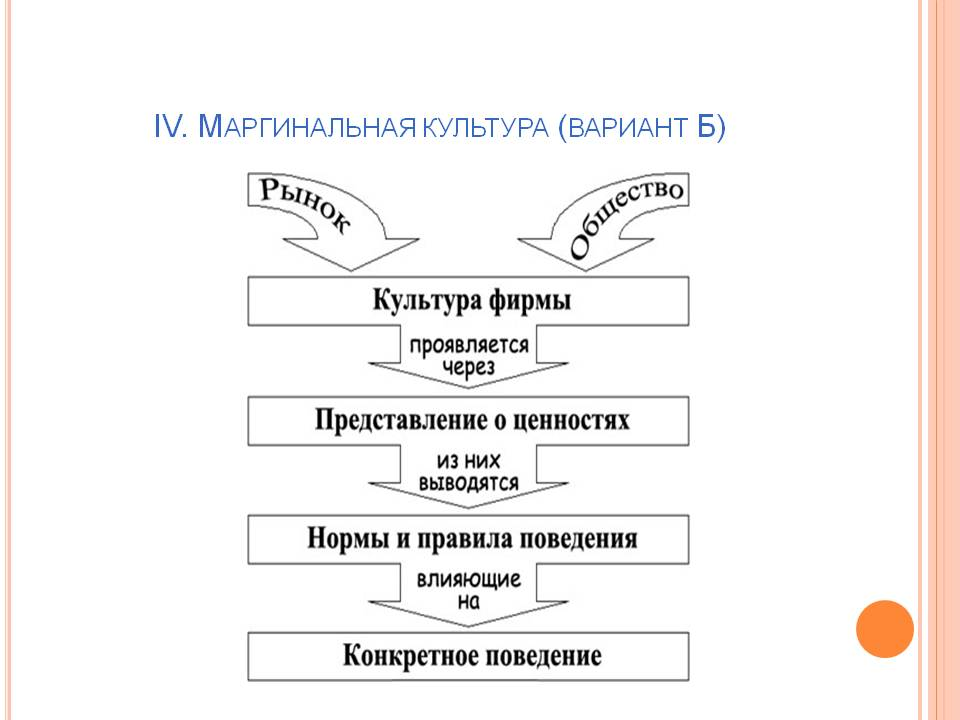 IV. Маргинальная культура (вариант Б)
Рынок
Общество
Культура фирмы
проявляется
через
Представление о ценностях
из них
выводятся
Нормы и правила поведения
влияющие
на
Конкретное поведение